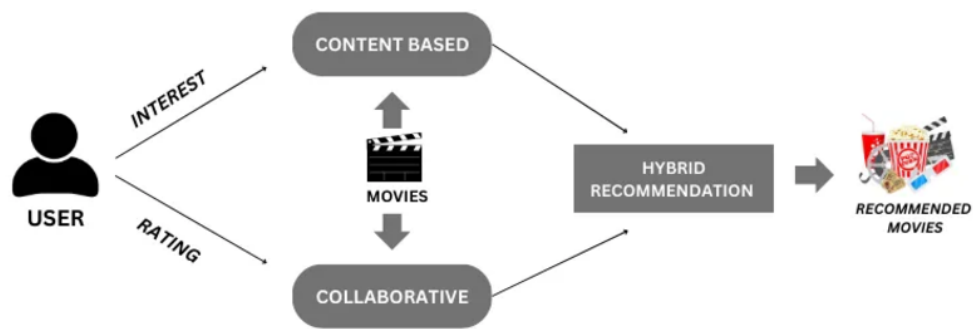 CONTENT BASED
INTEREST
USER
MOVIES
RATING
COLLABORATIVE
HYBRID
RECOMMENDATION
RECOMMENDED
MOVIES